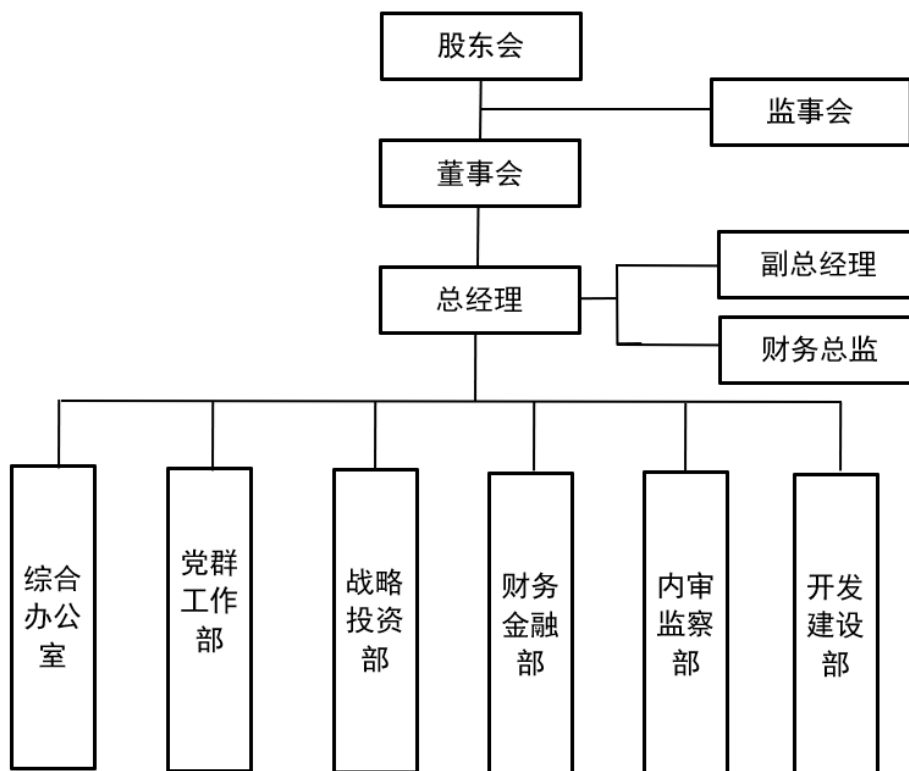 股东会
监事会
董事会
副总经理
总经理
财务总监
综合
办公
室
党群
工作
部
战略
投资
部
财务
金融
部
内审
监察
部
开发
建设
部